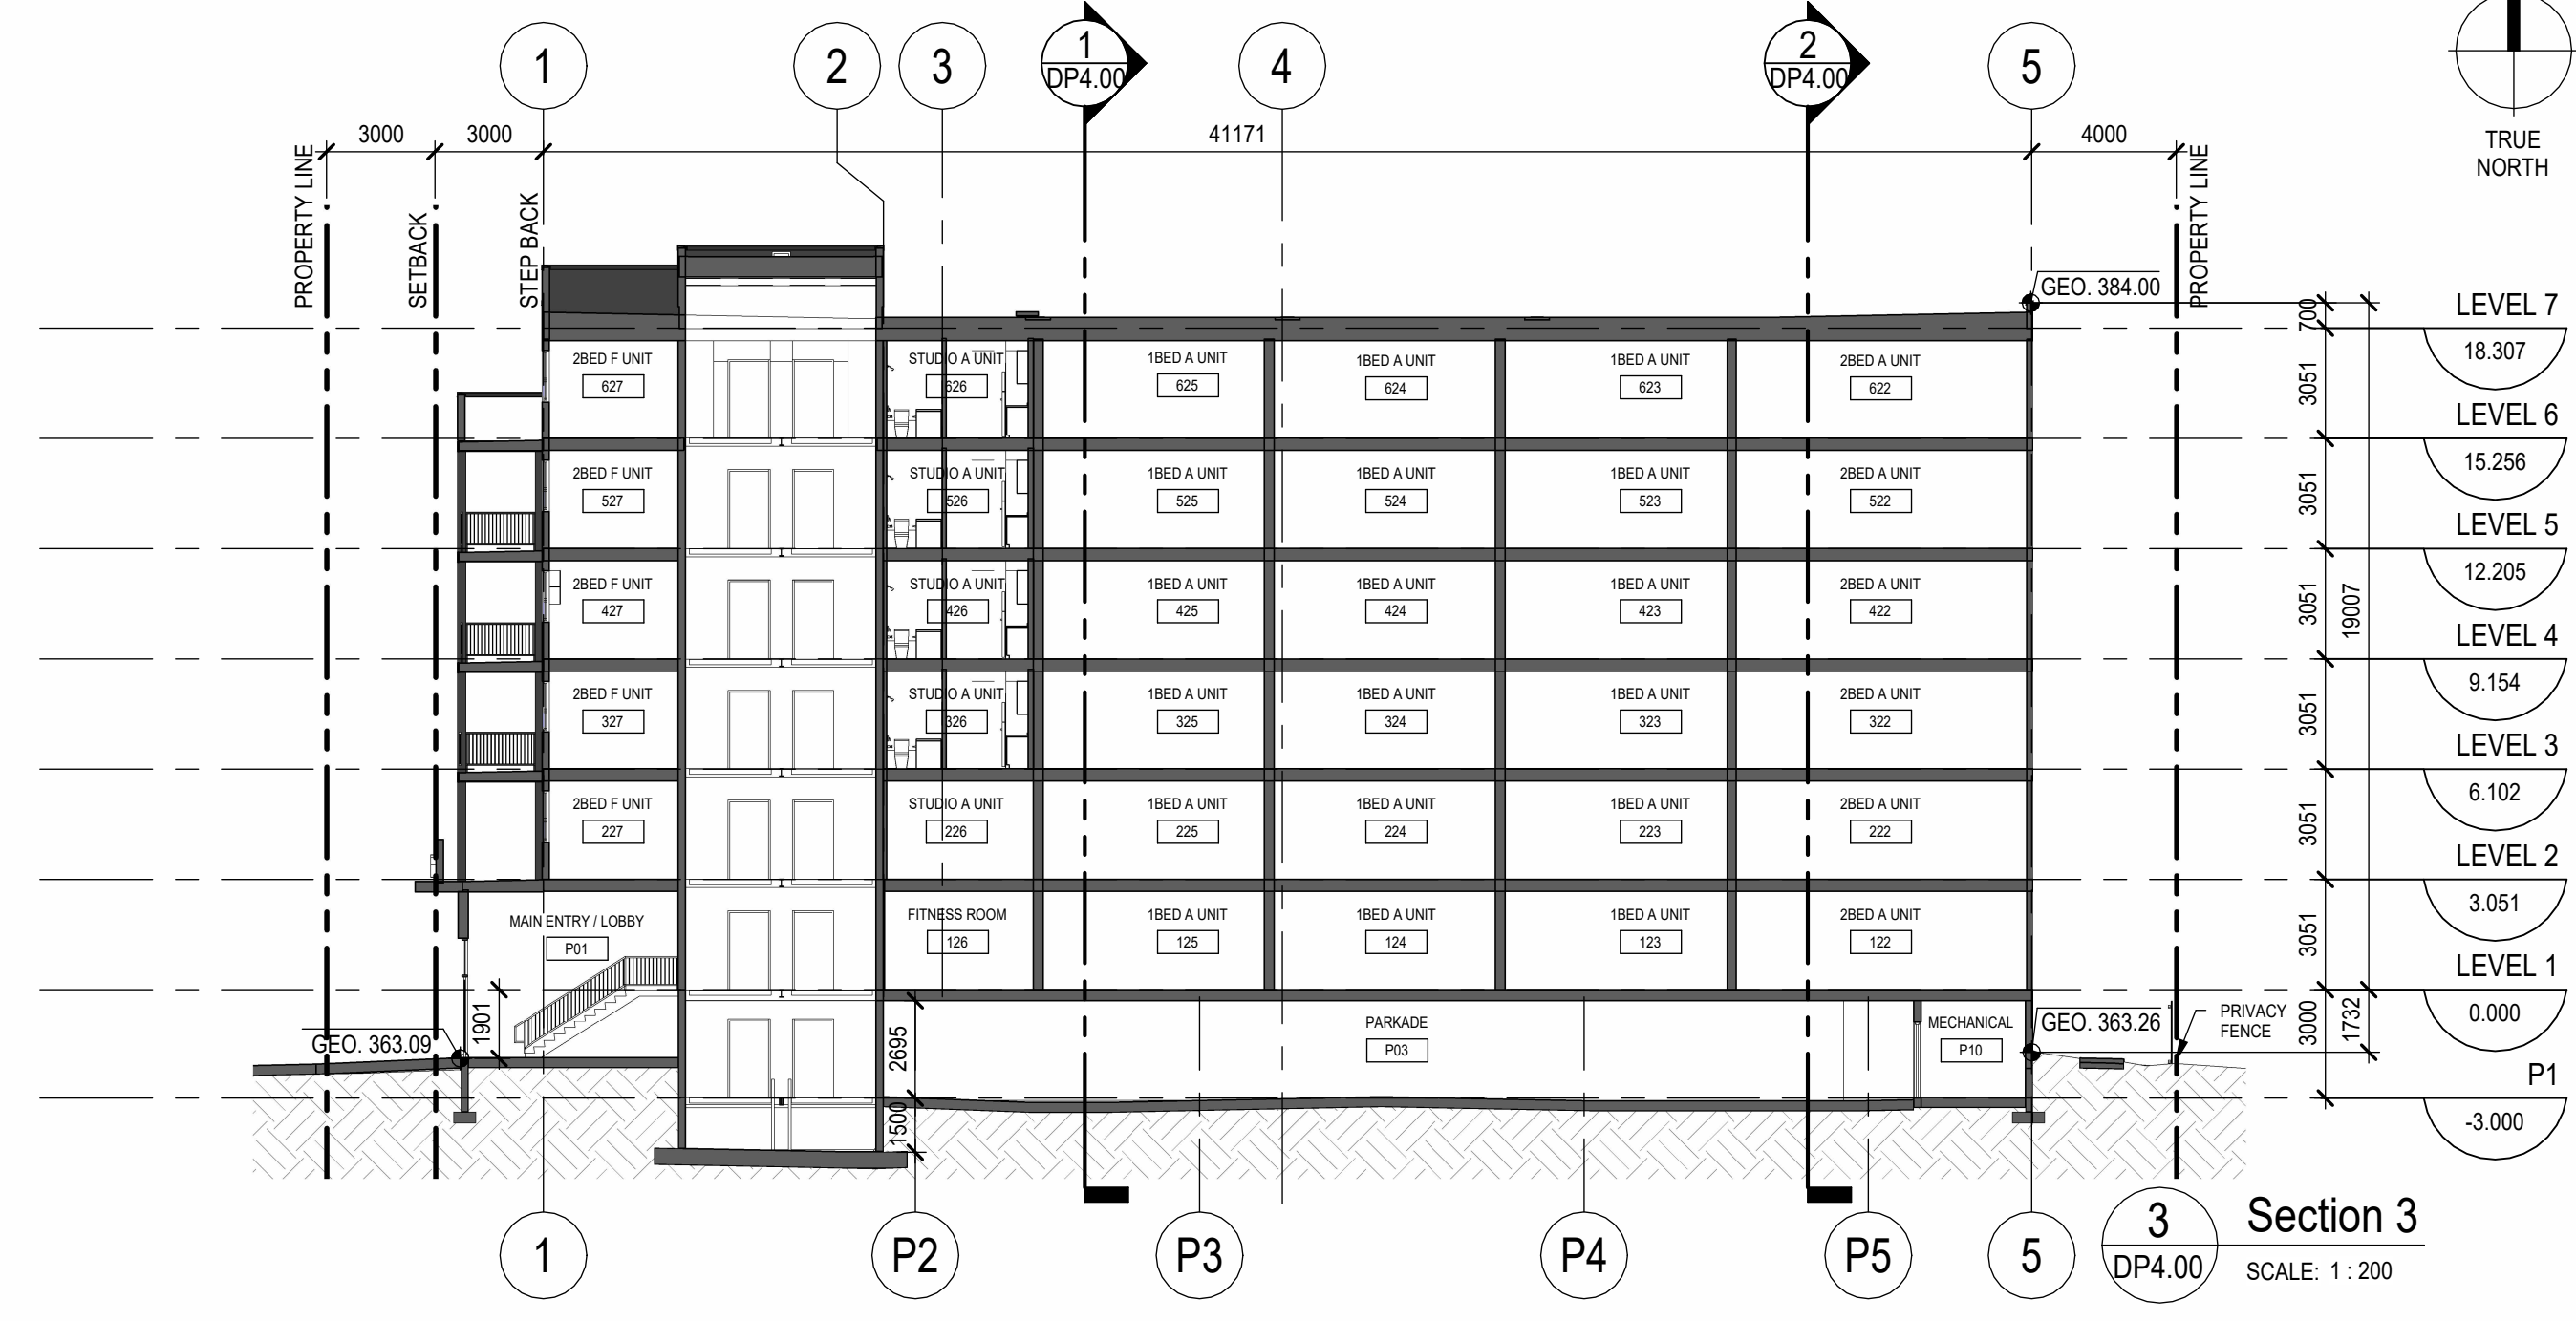 1
2
3
1
DP4.00
4
2
DP4.00
5
TRUE
NORTH
3000
3000
41171
4000
PROPERTY LINE
SETBACK
STEP BACK
PROPERTY LINE
GEO. 384.00
LEVEL 7
18.307
700
2BED F UNIT
627
STUDIO A UNIT
626
1BED A UNIT
625
1BED A UNIT
624
1BED A UNIT
623
2BED A UNIT
622
3051
LEVEL 6
15.256
2BED F UNIT
527
STUDIO A UNIT
526
1BED A UNIT
525
1BED A UNIT
524
1BED A UNIT
523
2BED A UNIT
522
3051
LEVEL 5
12.205
2BED F UNIT
427
STUDIO A UNIT
426
1BED A UNIT
425
1BED A UNIT
424
1BED A UNIT
423
2BED A UNIT
422
3051
19007
LEVEL 4
9.154
2BED F UNIT
327
STUDIO A UNIT
326
1BED A UNIT
325
1BED A UNIT
324
1BED A UNIT
323
2BED A UNIT
322
3051
LEVEL 3
6.102
2BED F UNIT
227
STUDIO A UNIT
226
1BED A UNIT
225
1BED A UNIT
224
1BED A UNIT
223
2BED A UNIT
222
3051
LEVEL 2
3.051
MAIN ENTRY / LOBBY
P01
FITNESS ROOM
126
1BED A UNIT
125
1BED A UNIT
124
1BED A UNIT
123
2BED A UNIT
122
3051
LEVEL 1
0.000
GEO. 363.09
1901
2695
1500
PARKADE
P03
MECHANICAL
P10
GEO. 363.26
PRIVACY
FENCE
3000
1732
P1
-3.000
1
P2
P3
P4
P5
5
3
DP4.00
Section 3
SCALE: 1 : 200